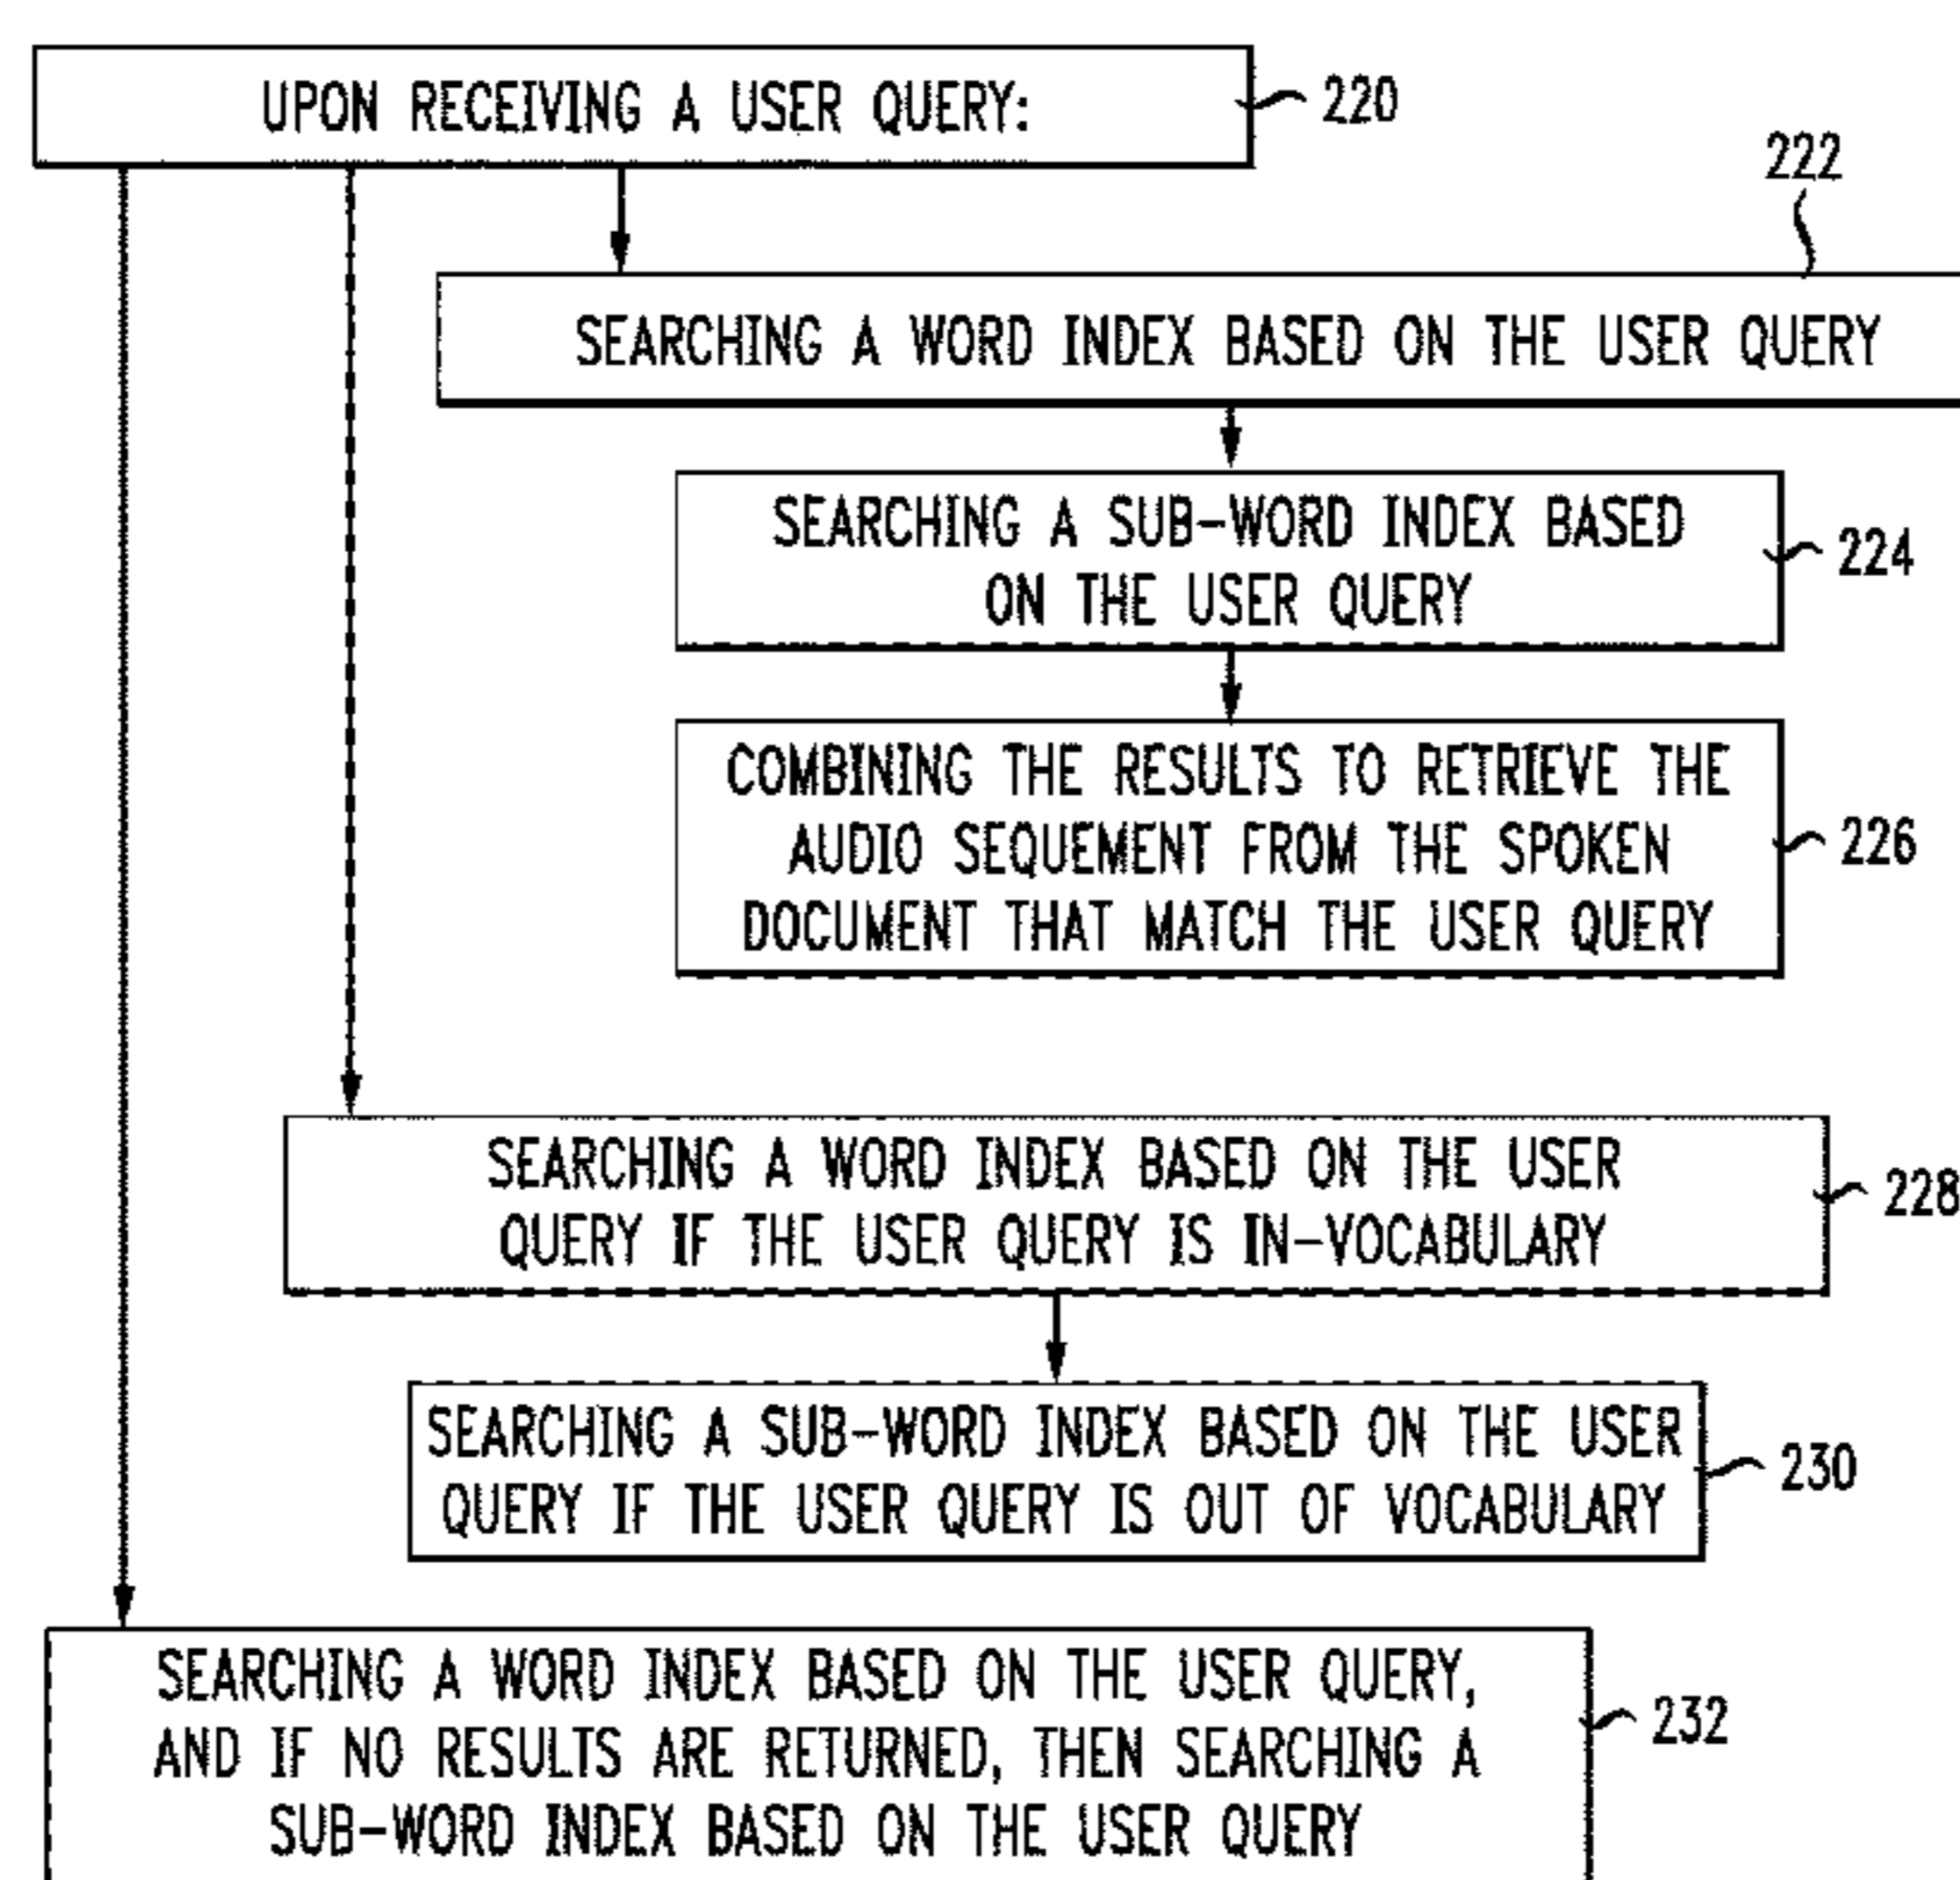 UPON RECEIVING A USER QUERY:
220
222
SEARCHING A WORD INDEX BASED ON THE USER QUERY
SEARCHING A SUB-WORD INDEX BASED
ON THE USER QUERY
224
COMBINING THE RESULTS TO RETRIEVE THE
AUDIO SEQUEMENT FROM THE SPOKEN
DOCUMENT THAT MATCH THE USER QUERY
226
SEARCHING A WORD INDEX BASED ON THE USER
QUERY IF THE USER QUERY IS IN-VOCABULARY
228
SEARCHING A SUB-WORD INDEX BASED ON THE USER
QUERY IF THE USER QUERY IS OUT OF VOCABULARY
230
SEARCHING A WORD INDEX BASED ON THE USER QUERY,
AND IF NO RESULTS ARE RETURNED, THEN SEARCHING A
SUB-WORD INDEX BASED ON THE USER QUERY
232